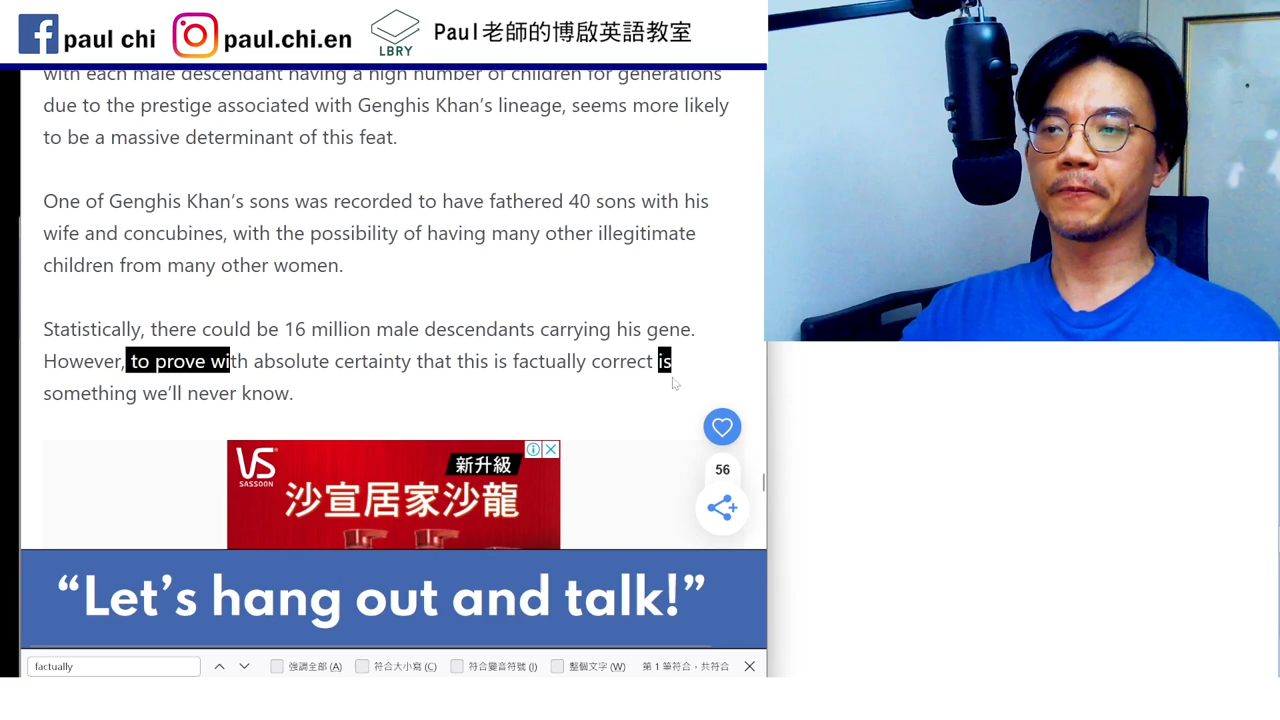 paul chi
paul.chi.en
LBRY
Paul老師的博啟英語教室
with each male descendant having a high number of children for generations
due to the prestige associated with Genghis Khan’s lineage, seems more likely
to be a massive determinant of this feat.
One of Genghis Khan’s sons was recorded to have fathered 40 sons with his
wife and concubines, with the possibility of having many other illegitimate
children from many other women.
Statistically, there could be 16 million male descendants carrying his gene.
However, to prove with absolute certainty that this is factually correct is
something we’ll never know.
VS
SASSOON
新升級
沙宣居家沙龍
56
“Let’s hang out and talk!”
factually
強調全部 (A)
符合大小寫 (C)
符合變音符號 (I)
整個文字 (W)
第 1 筆符合，共符合